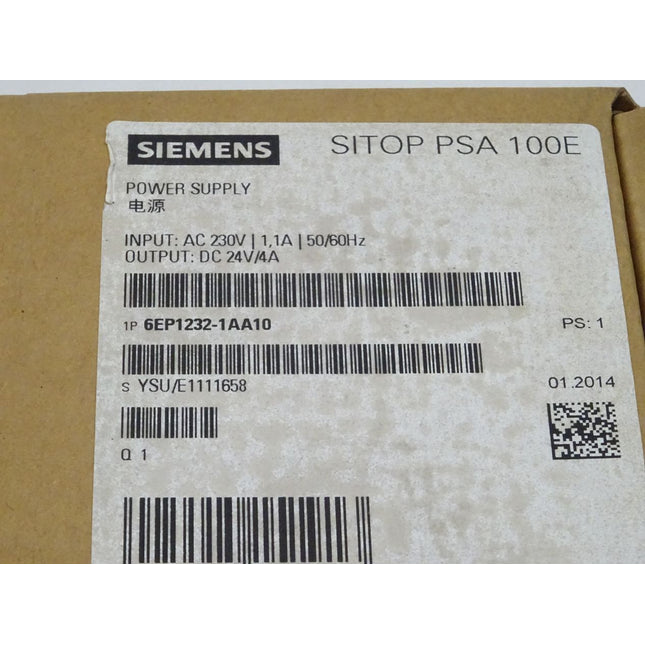 SIEMENS SITOP PSA 100E
POWER SUPPLY
电源
INPUT: AC 230V | 1,1A | 50/60Hz
OUTPUT: DC 24V/4A
1P 6EP1232-1AA10 PS: 1
S YSU/E1111658 01.2014
Q 1